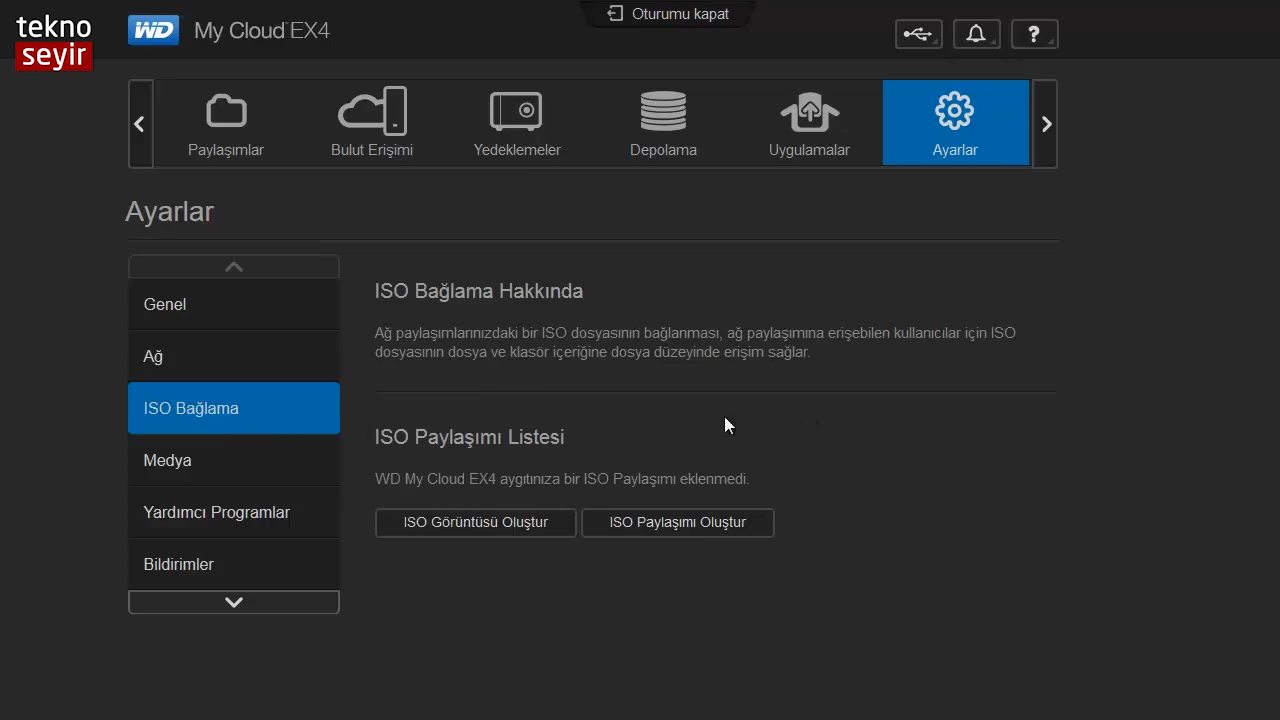 tekno
seyir
WD
My Cloud EX4
Oturumu kapat
?
Paylaşımlar
Bulut Erişimi
Yedeklemeler
Depolama
Uygulamalar
Ayarlar
Ayarlar
Genel
Ağ
ISO Bağlama
Medya
Yardımcı Programlar
Bildirimler
ISO Bağlama Hakkında
Ağ paylaşımlarınızdaki bir ISO dosyasının bağlanması, ağ paylaşımına erişebilen kullanıcılar için ISO
dosyasının dosya ve klasör içeriğine dosya düzeyinde erişim sağlar.
ISO Paylaşımı Listesi
WD My Cloud EX4 aygıtınıza bir ISO Paylaşımı eklenmedi.
ISO Görüntüsü Oluştur
ISO Paylaşımı Oluştur